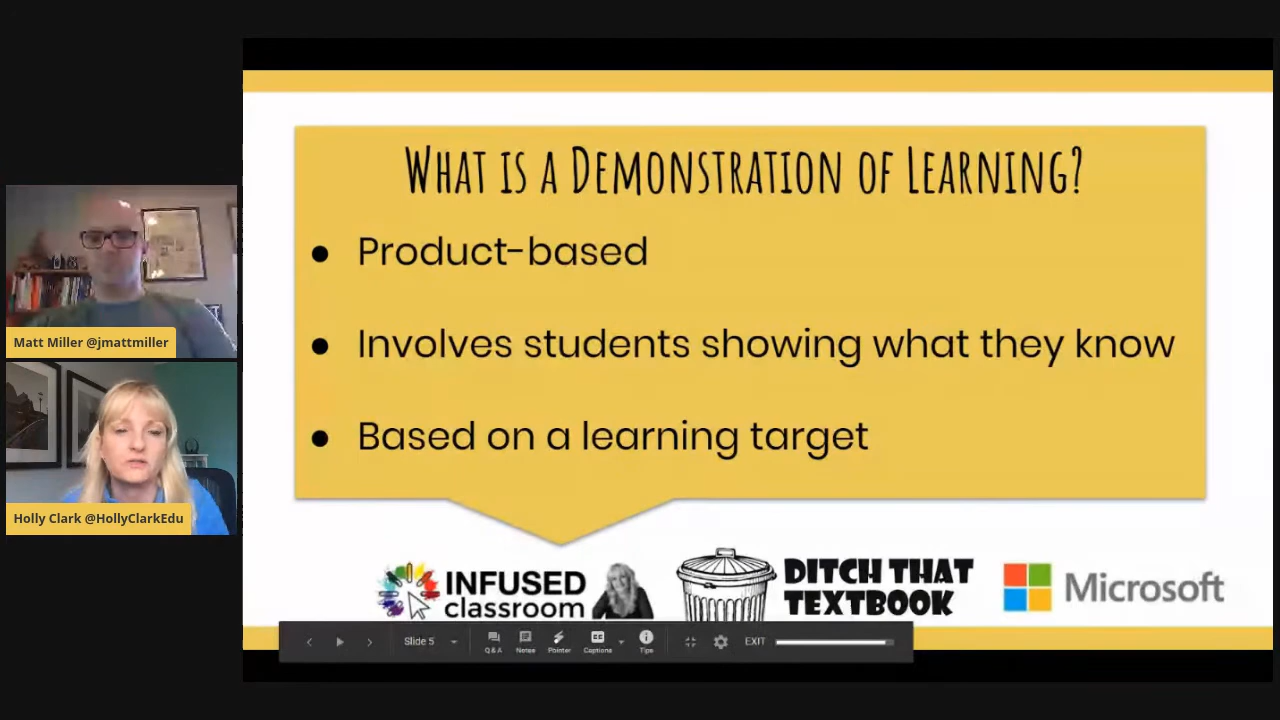 WHAT IS A DEMONSTRATION OF LEARNING?
● Product-based
● Involves students showing what they know
● Based on a learning target
Matt Miller @jmattmiller
Holly Clark @HollyClarkEdu
INFUSED
classroom
DITCH THAT
TEXTBOOK
Microsoft
Slide 5
Q & A
Notes
Pointer
Captions
Tips
EXIT